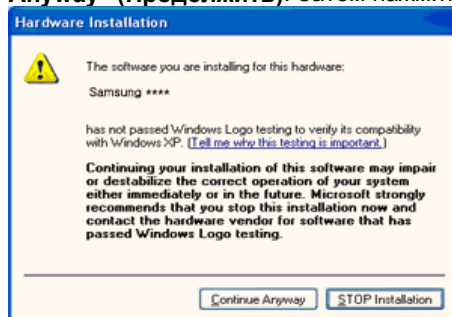 Hardware Installation
The software you are installing for this hardware:
Samsung ****
has not passed Windows Logo testing to verify its compatibility
with Windows XP. (Tell me why this testing is important.)
Continuing your installation of this software may impair
or destabilize the correct operation of your system
either immediately or in the future. Microsoft strongly
recommends that you stop this installation now and
contact the hardware vendor for software that has
passed Windows Logo testing.
Continue Anyway STOP Installation